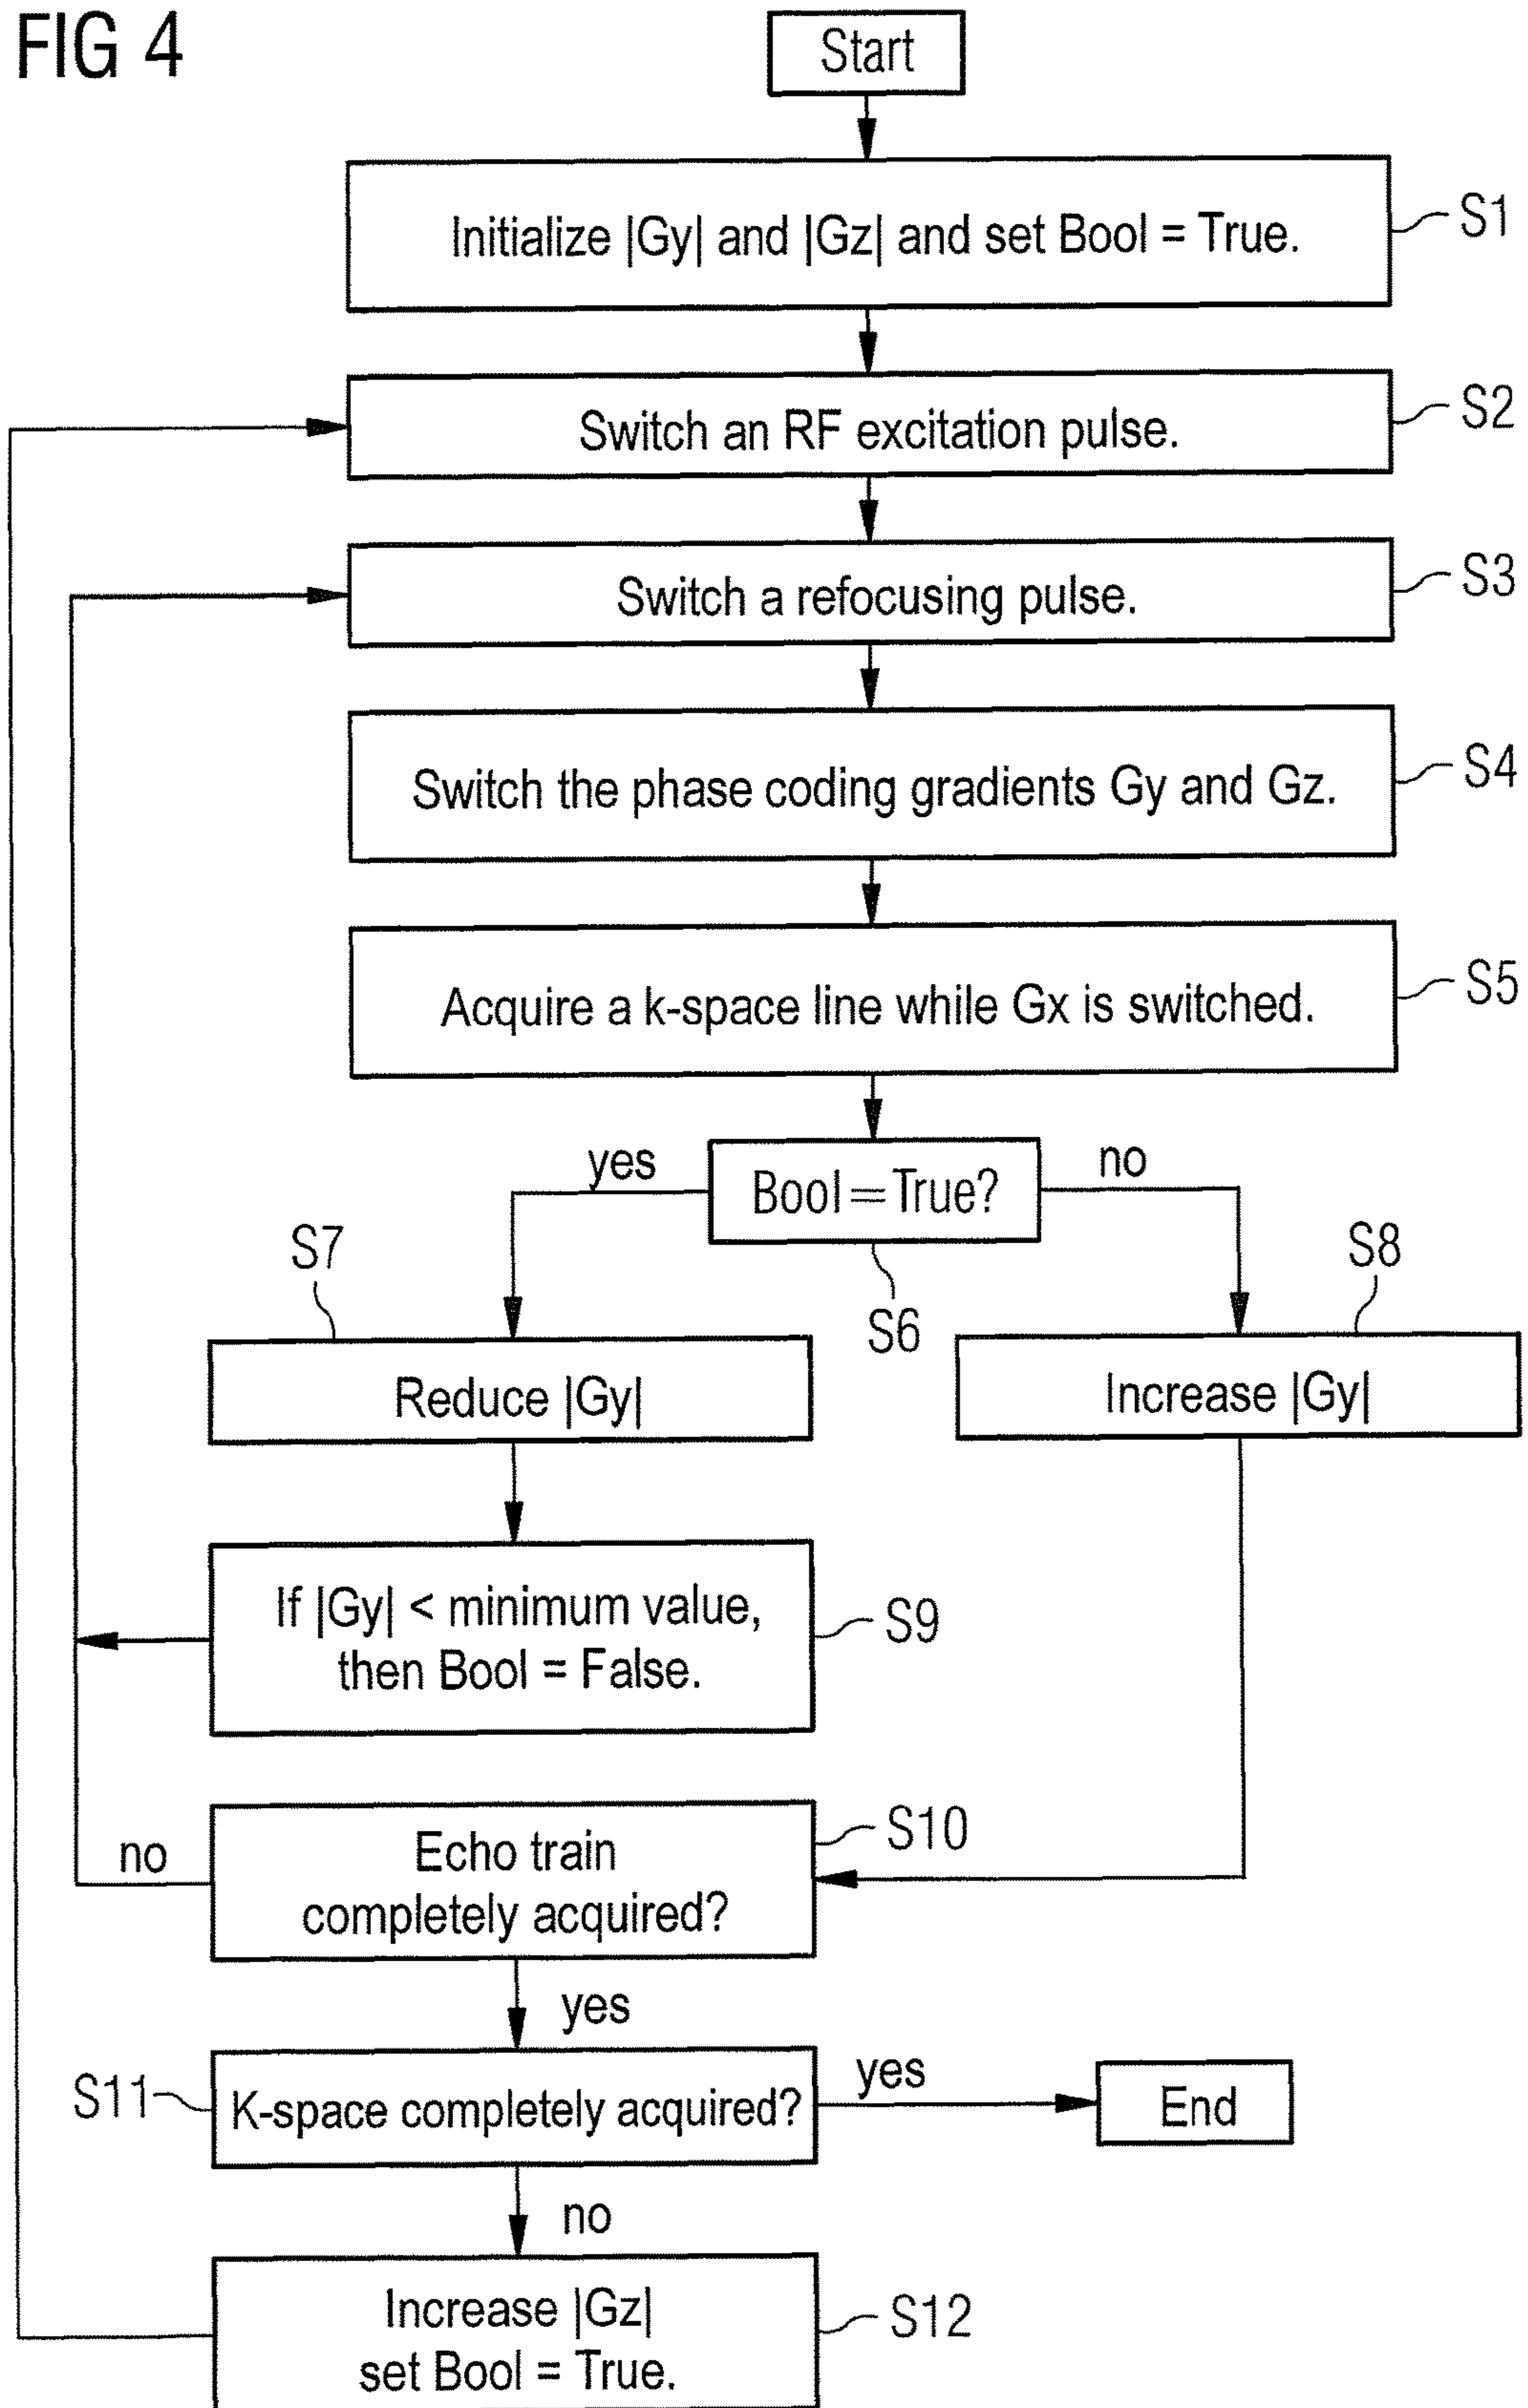 FIG 4
Start
Initialize |Gy| and |Gz| and set Bool = True.
S1
Switch an RF excitation pulse.
S2
Switch a refocusing pulse.
S3
Switch the phase coding gradients Gy and Gz.
S4
Acquire a k-space line while Gx is switched.
S5
yes
Bool = True?
no
S6
S7
Reduce |Gy|
S8
Increase |Gy|
If |Gy| < minimum value,
then Bool = False.
S9
no
Echo train
completely acquired?
S10
yes
S11
K-space completely acquired?
yes
End
no
Increase |Gz|
set Bool = True.
S12